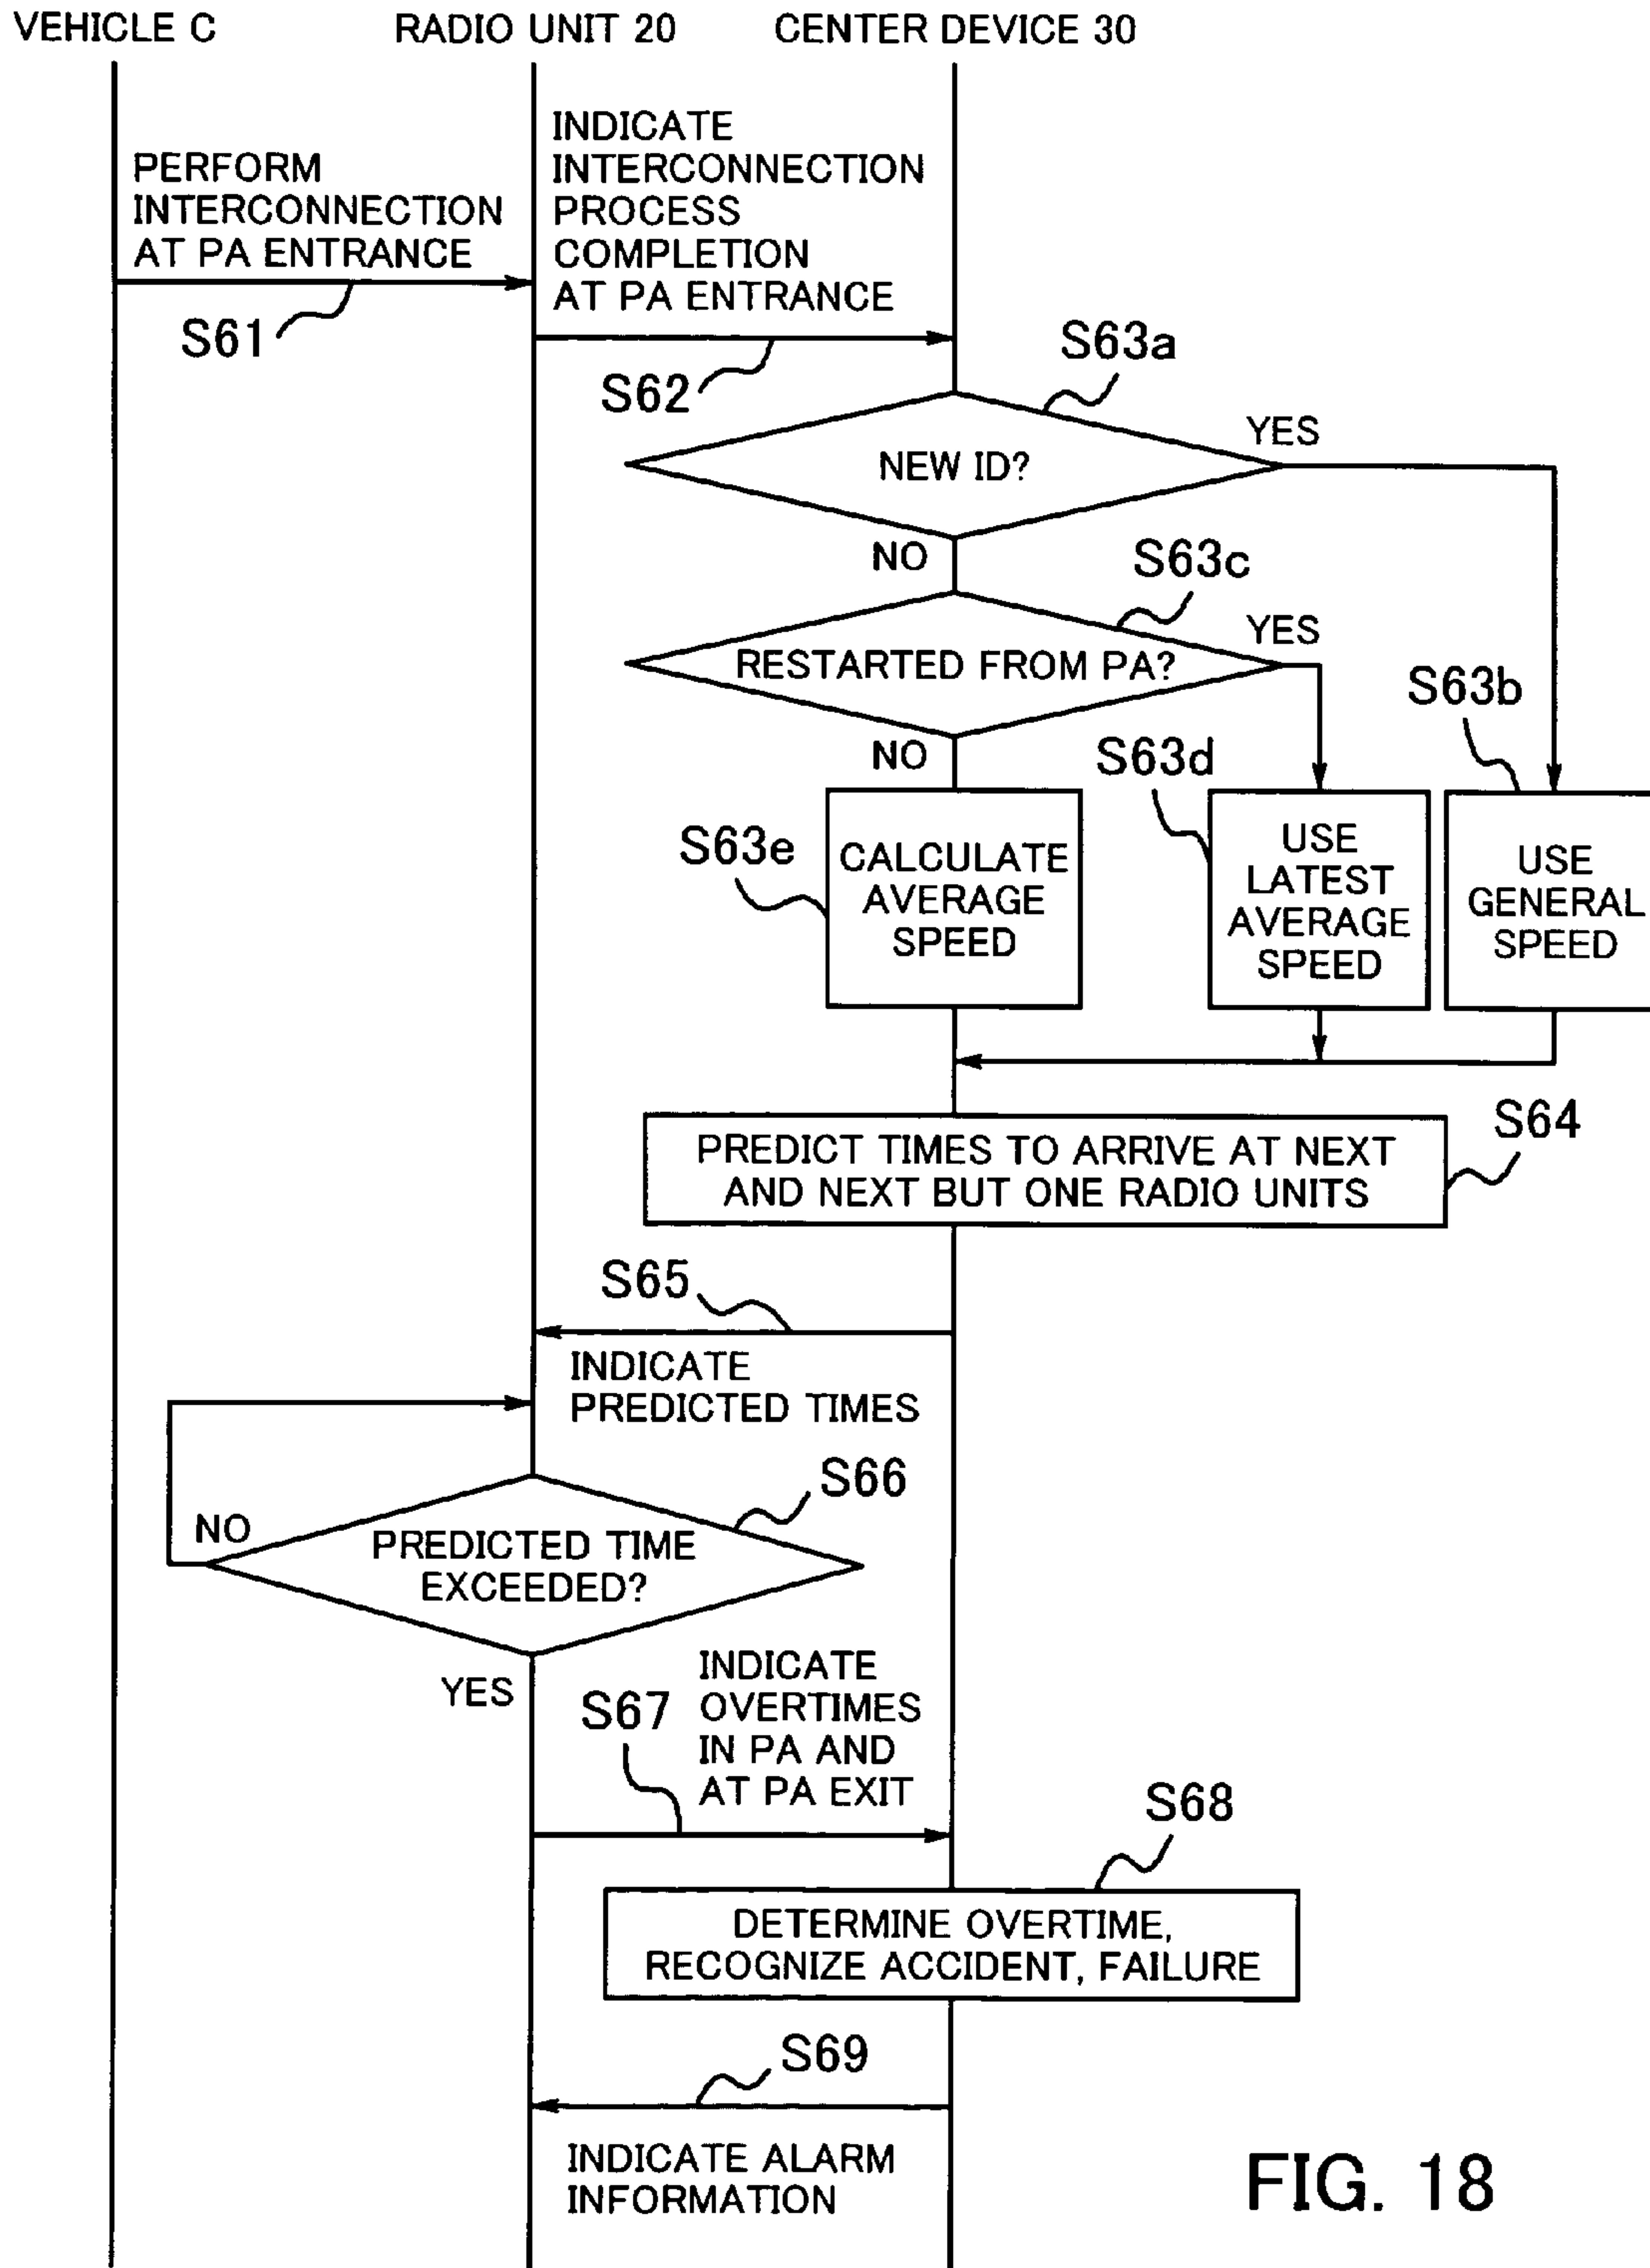 VEHICLE C
RADIO UNIT 20
CENTER DEVICE 30
PERFORM
INTERCONNECTION
AT PA ENTRANCE
S61
INDICATE
INTERCONNECTION
PROCESS
COMPLETION
AT PA ENTRANCE
S62
S63a
NEW ID?
YES
NO
S63c
RESTARTED FROM PA?
YES
NO
S63b
S63d
S63e
CALCULATE
AVERAGE
SPEED
USE
LATEST
AVERAGE
SPEED
USE
GENERAL
SPEED
S64
PREDICT TIMES TO ARRIVE AT NEXT
AND NEXT BUT ONE RADIO UNITS
S65
INDICATE
PREDICTED TIMES
S66
NO
PREDICTED TIME
EXCEEDED?
YES
S67
INDICATE
OVERTIMES
IN PA AND
AT PA EXIT
S68
DETERMINE OVERTIME,
RECOGNIZE ACCIDENT, FAILURE
S69
INDICATE ALARM
INFORMATION
FIG. 18